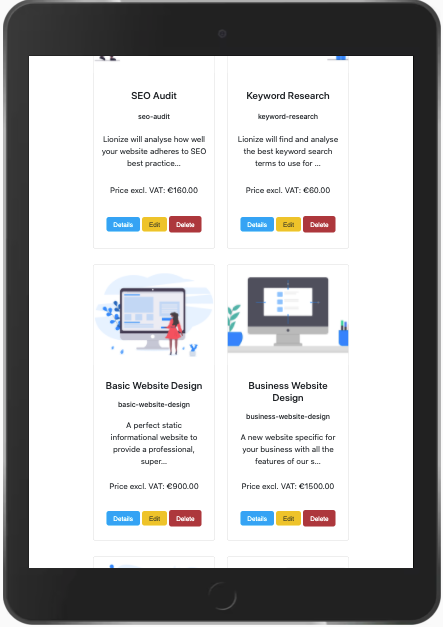 SEO Audit
seo-audit
Lionize will analyse how well
your website adheres to SEO
best practice...
Price excl. VAT: €160.00
Details Edit Delete
Keyword Research
keyword-research
Lionize will find and analyse
the best keyword search
terms to use for ...
Price excl. VAT: €60.00
Details Edit Delete
Basic Website Design
basic-website-design
A perfect static
informational website to
provide a professional,
super...
Price excl. VAT: €900.00
Details Edit Delete
Business Website
Design
business-website-design
A new website specific for
your business with all the
features of our s...
Price excl. VAT: €1500.00
Details Edit Delete